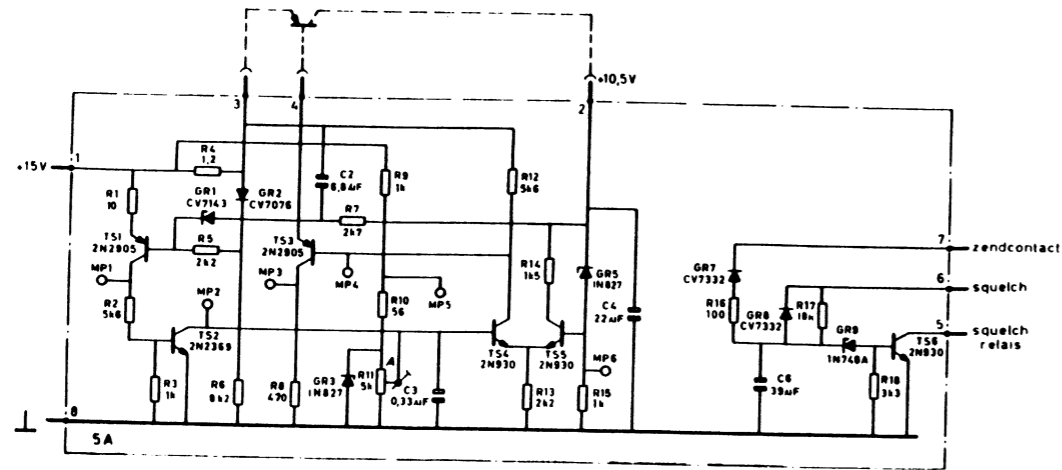 +10,5V
3
4
2
1
+15V
R4
1,2
R1
10
GR1
CV7143
GR2
CV7076
C2
6,8µF
R9
1k
R12
5k6
R7
2k7
TS1
2N2905
R5
2k2
TS3
2N2905
MP1
MP3
MP4
MP5
R14
1k5
GR5
1N827
R2
5k6
MP2
R10
56
C4
22µF
TS2
2N2369
TS4
2N930
TS5
2N930
MP6
R3
1k
R6
8k2
R8
470
GR3
1N827
R11
5k
A
C3
0,33µF
R13
2k2
R15
1k
7
zendcontact
GR7
CV7332
6
squelch
R16
100
GR8
CV7332
R17
18k
GR9
1N748A
5
squelch
relais
TS6
2N930
C6
39µF
R18
3k3
8
5A